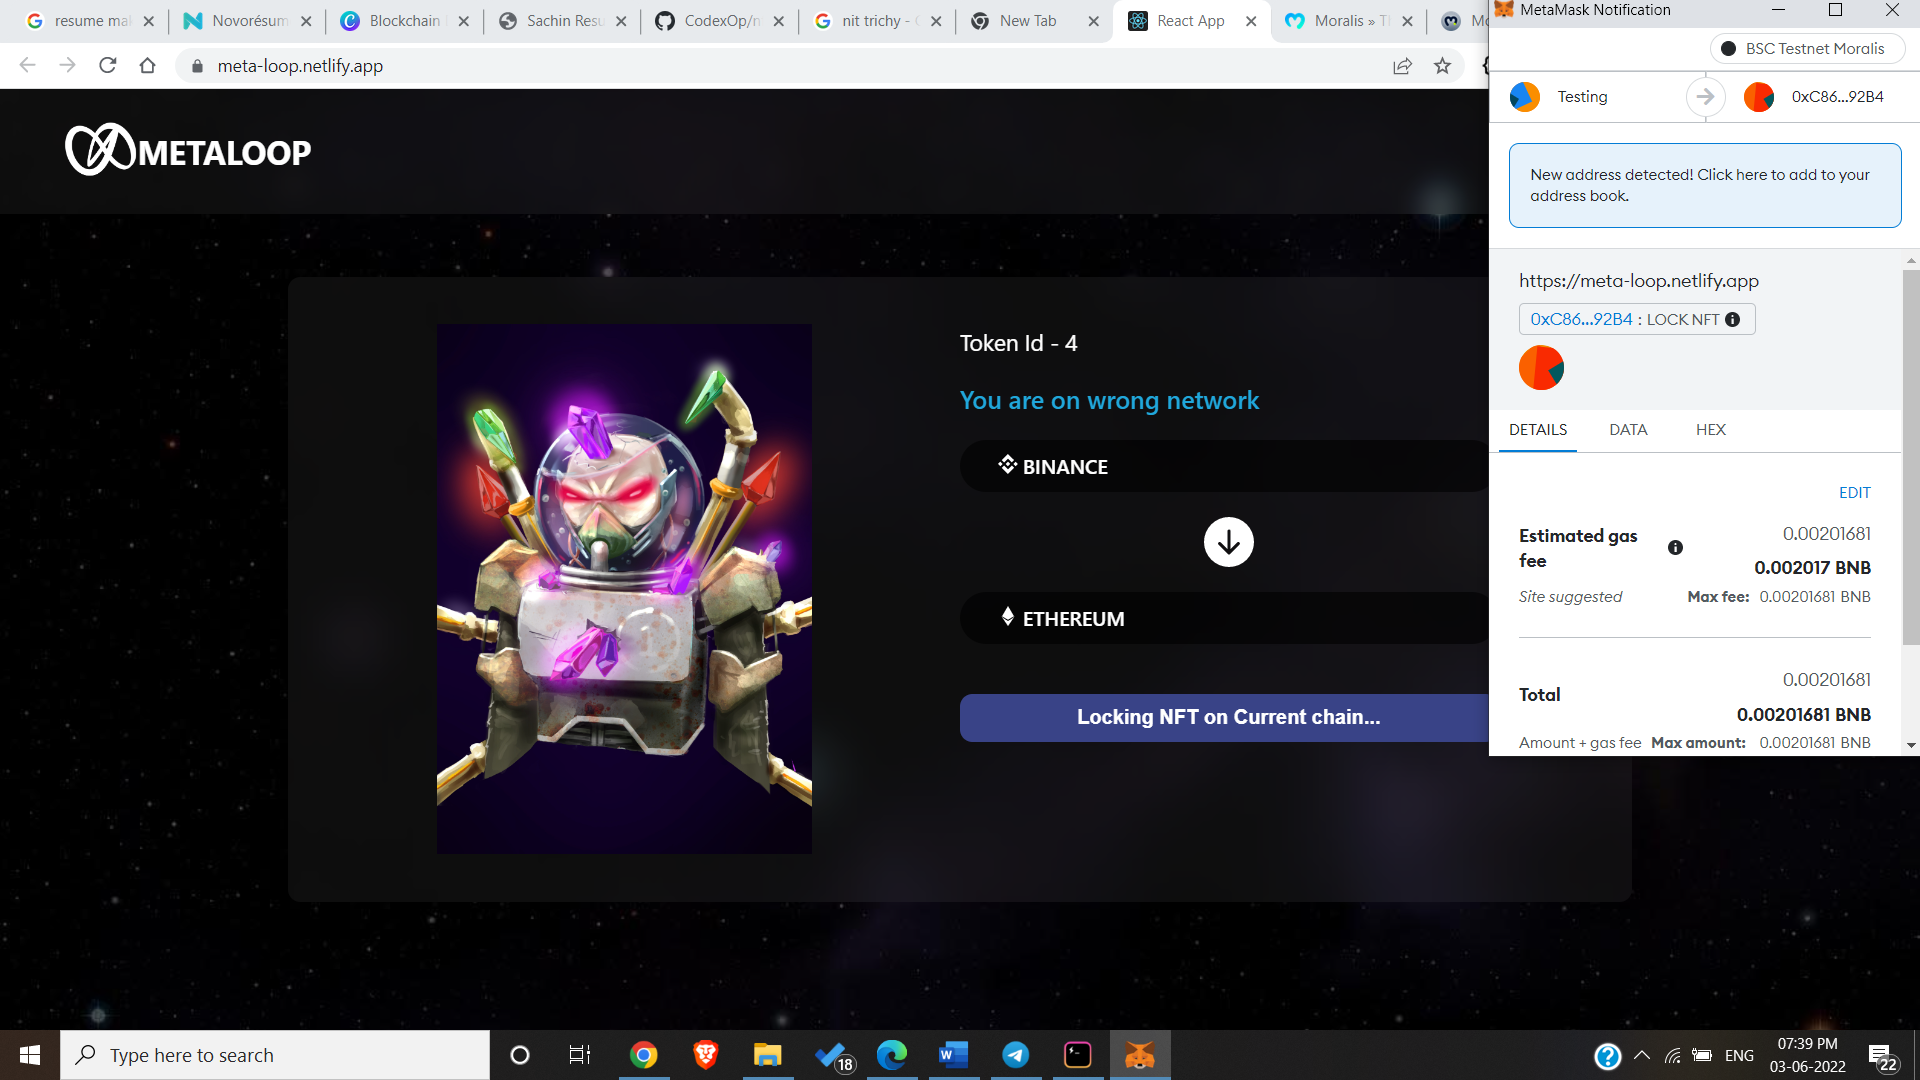 resume mal
Novorésum
Blockchain
Sachin Resu
CodexOp/n
nit trichy -
New Tab
React App
Moralis » T
MetaMask Notification
meta-loop.netlify.app
BSC Testnet Moralis
Testing
0xC86...92B4
METALOOP
New address detected! Click here to add to your
address book.
https://meta-loop.netlify.app
0xC86...92B4 : LOCK NFT
Token Id - 4
You are on wrong network
BINANCE
ETHEREUM
Locking NFT on Current chain...
DETAILS
DATA
HEX
EDIT
Estimated gas
fee
0.00201681
0.002017 BNB
Site suggested
Max fee: 0.00201681 BNB
Total
0.00201681
0.00201681 BNB
Amount + gas fee Max amount: 0.00201681 BNB
Type here to search
18
ENG
07:39 PM
03-06-2022
22